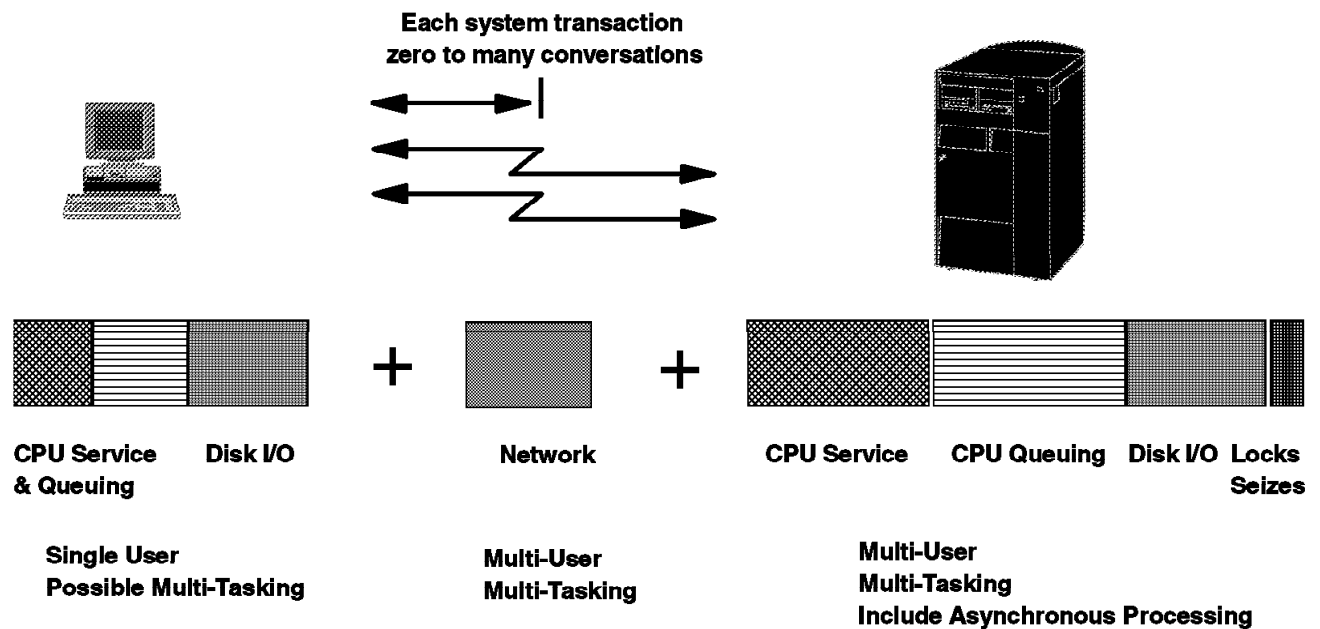 Each system transaction
zero to many conversations
CPU Service
& Queuing
Disk I/O
Network
CPU Service
CPU Queuing
Disk I/O
Locks
Seizes
Single User
Possible Multi-Tasking
Multi-User
Multi-Tasking
Multi-User
Multi-Tasking
Include Asynchronous Processing